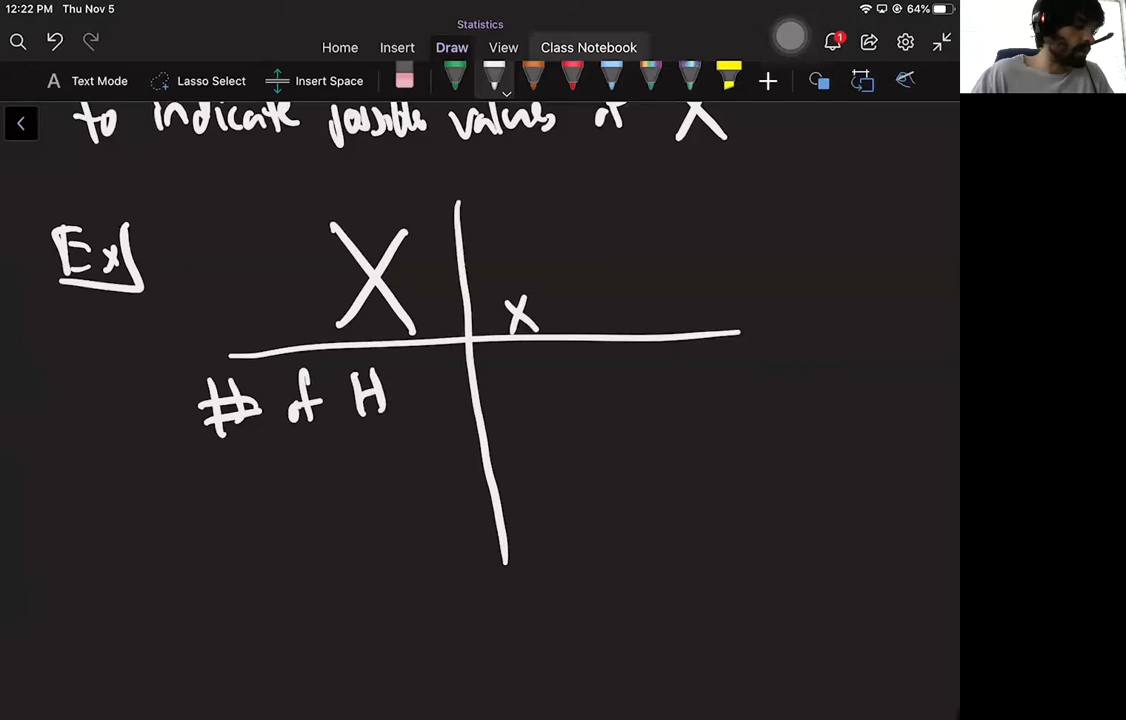 12:22 PM Thu Nov 5
64%
Statistics
Home Insert Draw View Class Notebook
1
Text Mode Lasso Select Insert Space
to indicate possible values of X
Ex
X
x
# of H